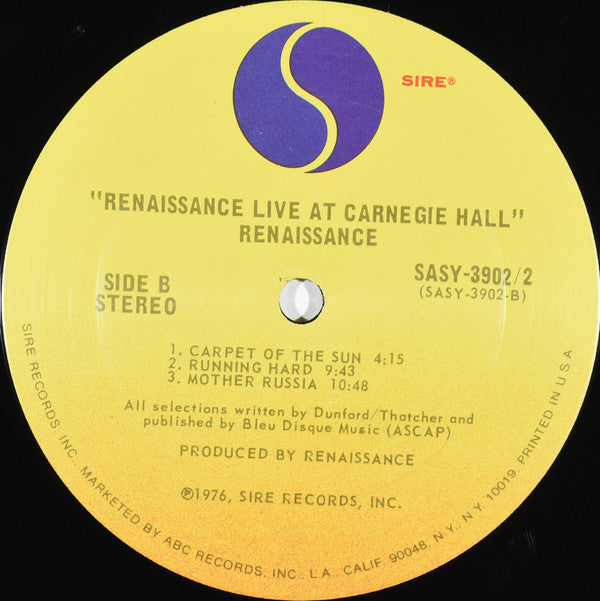 SIRE®
"RENAISSANCE LIVE AT CARNEGIE HALL"
RENAISSANCE
SIDE B
STEREO
SASY-3902/2
(SASY-3902-B)
1. CARPET OF THE SUN 4:15
2. RUNNING HARD 9:43
3. MOTHER RUSSIA 10:48
All selections written by Dunford/Thatcher and
published by Bleu Disque Music (ASCAP)
PRODUCED BY RENAISSANCE
℗1976, SIRE RECORDS, INC.
SIRE RECORDS, INC. MARKETED BY ABC RECORDS, INC., L.A., CALIF 90048, N.Y., N.Y. 10019. PRINTED IN U.S.A.